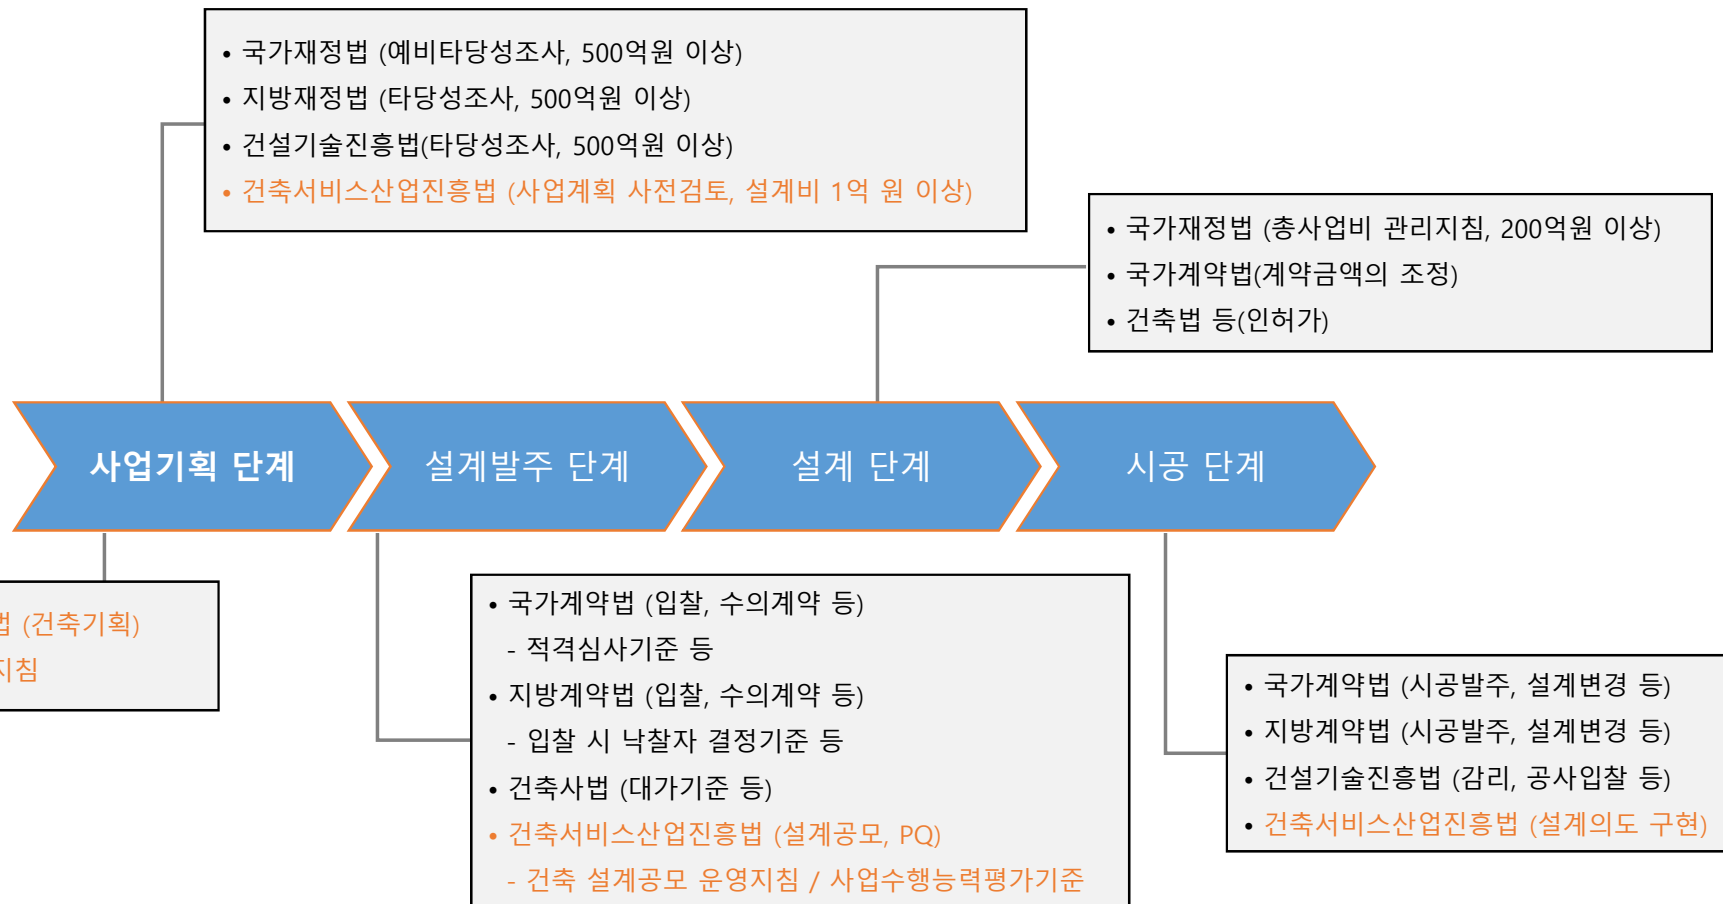 • 국가재정법 (예비타당성조사, 500억원 이상)
• 지방재정법 (타당성조사, 500억원 이상)
• 건설기술진흥법(타당성조사, 500억원 이상)
• 건축서비스산업진흥법 (사업계획 사전검토, 설계비 1억 원 이상)
• 국가재정법 (총사업비 관리지침, 200억원 이상)
• 국가계약법(계약금액의 조정)
• 건축법 등(인허가)
사업기획 단계
설계발주 단계
설계 단계
시공 단계
법 (건축기획)
지침
• 국가계약법 (입찰, 수의계약 등)
- 적격심사기준 등
• 지방계약법 (입찰, 수의계약 등)
- 입찰 시 낙찰자 결정기준 등
• 건축사법 (대가기준 등)
• 건축서비스산업진흥법 (설계공모, PQ)
- 건축 설계공모 운영지침 / 사업수행능력평가기준
• 국가계약법 (시공발주, 설계변경 등)
• 지방계약법 (시공발주, 설계변경 등)
• 건설기술진흥법 (감리, 공사입찰 등)
• 건축서비스산업진흥법 (설계의도 구현)